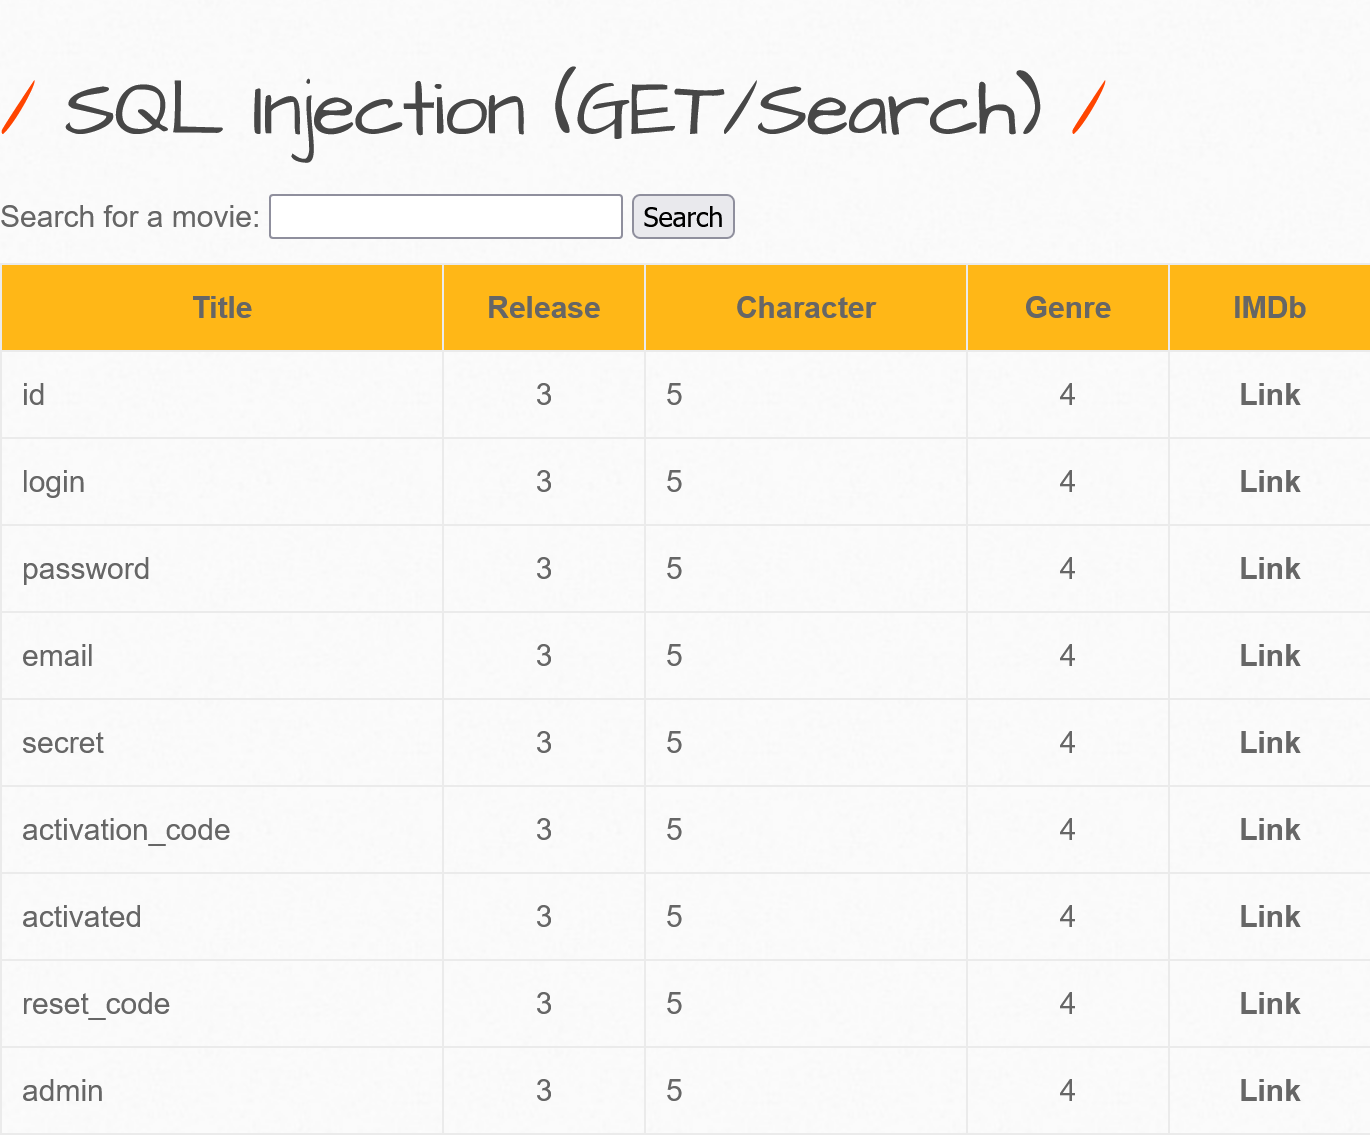 / SQL Injection (GET/Search) /
Search for a movie: Search
Title Release Character Genre IMDb
id 3 5 4 Link
login 3 5 4 Link
password 3 5 4 Link
email 3 5 4 Link
secret 3 5 4 Link
activation_code 3 5 4 Link
activated 3 5 4 Link
reset_code 3 5 4 Link
admin 3 5 4 Link